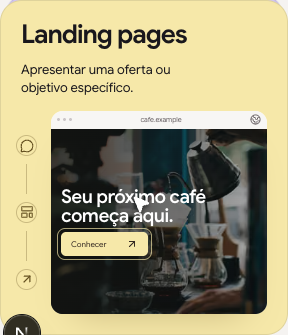 Landing pages
Apresentar uma oferta ou
objetivo específico.
cafe.example
Seu próximo café
começa aqui.
Conhecer
N